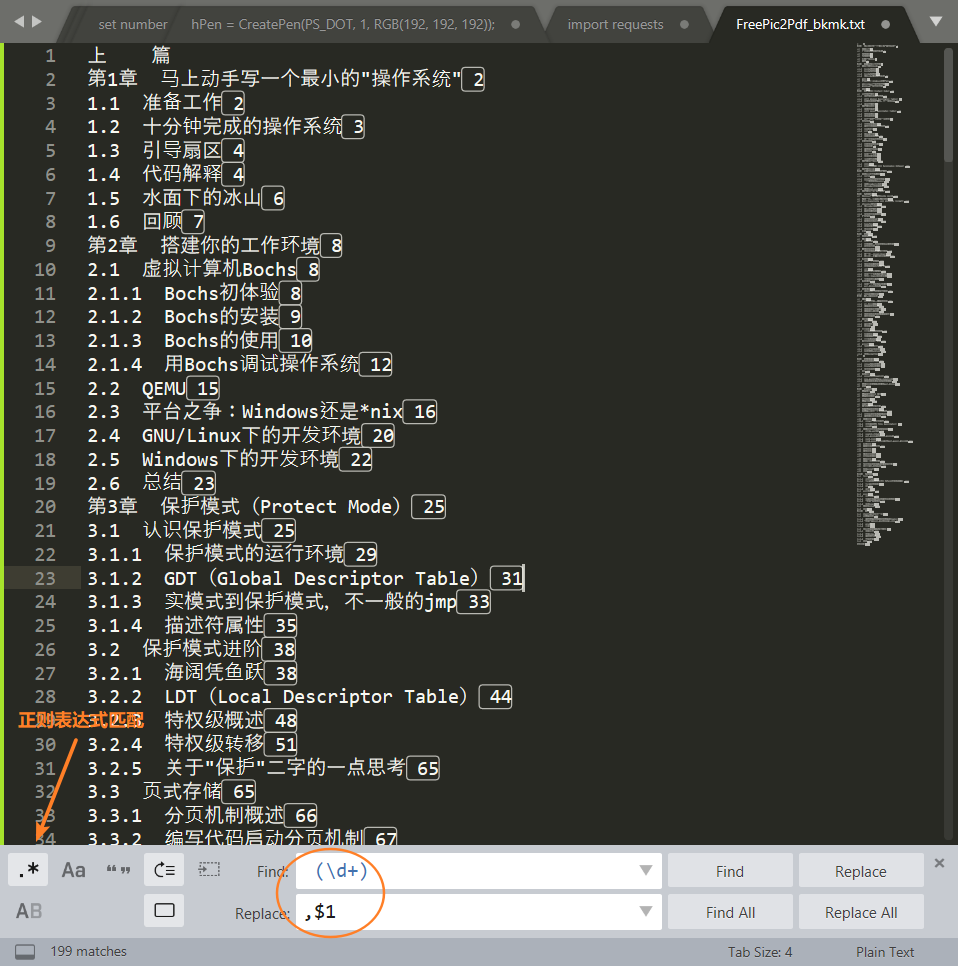 set number
hPen = CreatePen(PS_DOT, 1, RGB(192, 192, 192));
import requests
FreePic2Pdf_bkmk.txt
1 上 篇
2 第1章 马上动手写一个最小的"操作系统" 2
3 1.1 准备工作 2
4 1.2 十分钟完成的操作系统 3
5 1.3 引导扇区 4
6 1.4 代码解释 4
7 1.5 水面下的冰山 6
8 1.6 回顾 7
9 第2章 搭建你的工作环境 8
10 2.1 虚拟计算机Bochs 8
11 2.1.1 Bochs初体验 8
12 2.1.2 Bochs的安装 9
13 2.1.3 Bochs的使用 10
14 2.1.4 用Bochs调试操作系统 12
15 2.2 QEMU 15
16 2.3 平台之争：Windows还是*nix 16
17 2.4 GNU/Linux下的开发环境 20
18 2.5 Windows下的开发环境 22
19 2.6 总结 23
20 第3章 保护模式（Protect Mode） 25
21 3.1 认识保护模式 25
22 3.1.1 保护模式的运行环境 29
23 3.1.2 GDT（Global Descriptor Table） 31
24 3.1.3 实模式到保护模式，不一般的jmp 33
25 3.1.4 描述符属性 35
26 3.2 保护模式进阶 38
27 3.2.1 海阔凭鱼跃 38
28 3.2.2 LDT（Local Descriptor Table） 44
29 3.2.3 特权级概述 48
正则表达式匹配
30 3.2.4 特权级转移 51
31 3.2.5 关于"保护"二字的一点思考 65
32 3.3 页式存储 65
33 3.3.1 分页机制概述 66
34 3.3.2 编写代码启动分页机制 67
.* Aa “” Find: (\d+) Find Replace
AB Replace: ,$1 Find All Replace All
199 matches Tab Size: 4 Plain Text